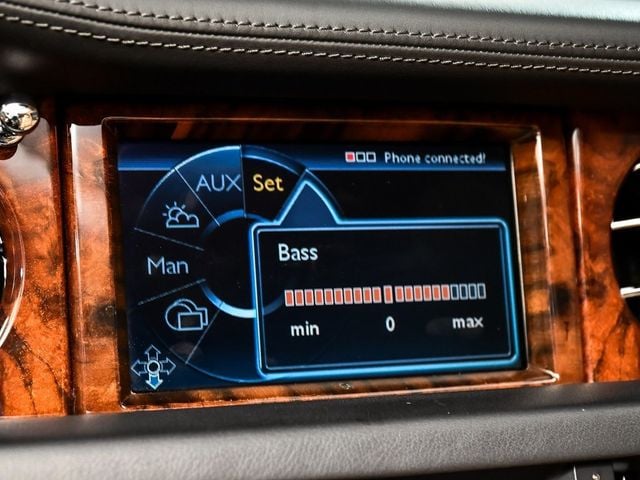 Phone connected!
AUX Set
Man
Bass
min 0 max